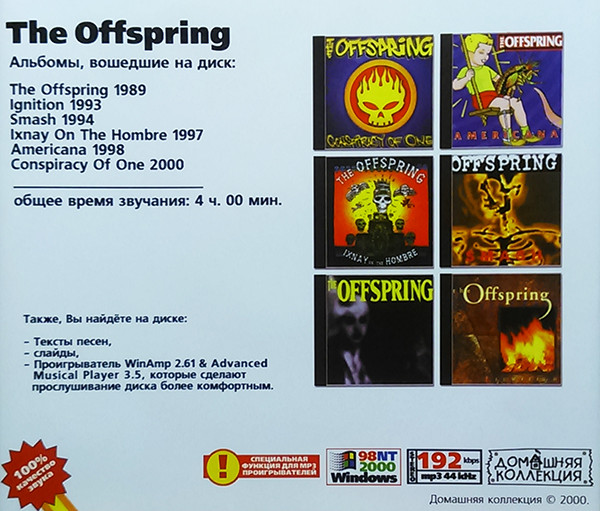 The Offspring
Альбомы, вошедшие на диск:
The Offspring 1989
Ignition 1993
Smash 1994
Ixnay On The Hombre 1997
Americana 1998
Conspiracy Of One 2000
общее время звучания: 4 ч. 00 мин.
Также, Вы найдёте на диске:
– Тексты песен,
– слайды,
– Проигрыватель WinAmp 2.61 & Advanced
Musical Player 3.5, которые сделают
прослушивание диска более комфортным.
THE OFFSPRING
CONSPIRACY OF ONE
THE OFFSPRING
AMERICANA
THE OFFSPRING
IXNAY ON THE HOMBRE
OFFSPRING
SMASH
THE OFFSPRING
Offspring
IGNITION
100%
качество
звука
!
СПЕЦИАЛЬНАЯ
ФУНКЦИЯ ДЛЯ MP3
ПРОИГРЫВАТЕЛЕЙ
98NT
2000
Windows
STEREO
192 kbps
mp3 44 kHz
ДОМАШНЯЯ
КОЛЛЕКЦИЯ
Домашняя коллекция © 2000.